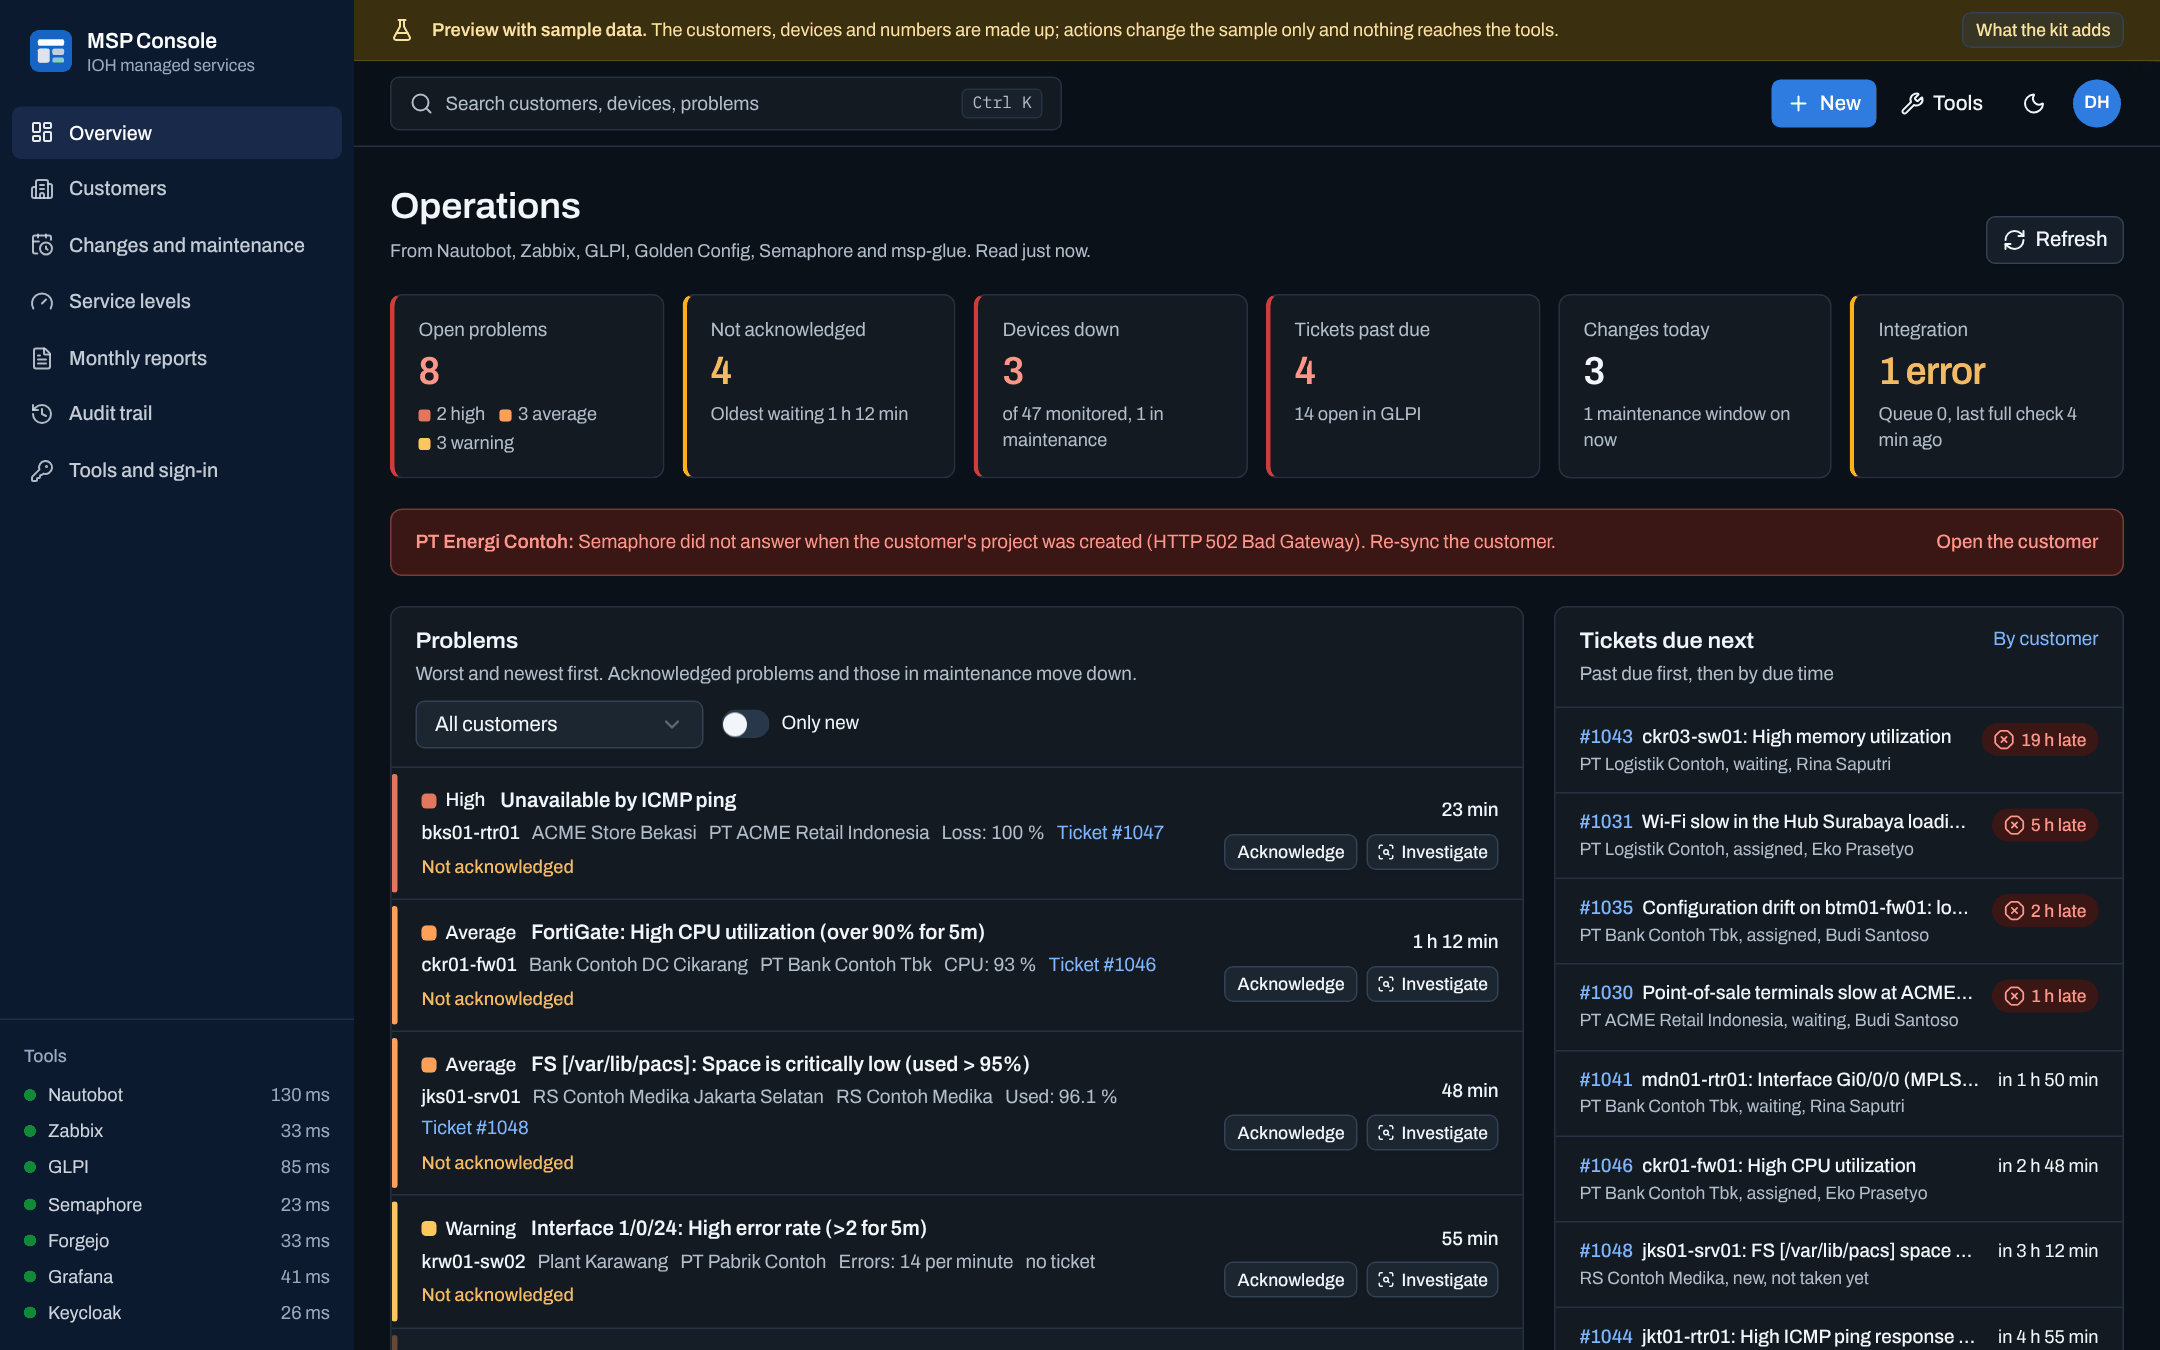 MSP Console
IOH managed services
Overview
Customers
Changes and maintenance
Service levels
Monthly reports
Audit trail
Tools and sign-in
Tools
Nautobot 130 ms
Zabbix 33 ms
GLPI 85 ms
Semaphore 23 ms
Forgejo 33 ms
Grafana 41 ms
Keycloak 26 ms
Preview with sample data. The customers, devices and numbers are made up; actions change the sample only and nothing reaches the tools.
What the kit adds
Search customers, devices, problems Ctrl K
New
Tools
DH
Operations
From Nautobot, Zabbix, GLPI, Golden Config, Semaphore and msp-glue. Read just now.
Refresh
Open problems
8
2 high 3 average
3 warning
Not acknowledged
4
Oldest waiting 1 h 12 min
Devices down
3
of 47 monitored, 1 in
maintenance
Tickets past due
4
14 open in GLPI
Changes today
3
1 maintenance window on
now
Integration
1 error
Queue 0, last full check 4
min ago
PT Energi Contoh: Semaphore did not answer when the customer's project was created (HTTP 502 Bad Gateway). Re-sync the customer.
Open the customer
Problems
Worst and newest first. Acknowledged problems and those in maintenance move down.
All customers
Only new
High Unavailable by ICMP ping
23 min
bks01-rtr01 ACME Store Bekasi PT ACME Retail Indonesia Loss: 100 % Ticket #1047
Not acknowledged
Acknowledge Investigate
Average FortiGate: High CPU utilization (over 90% for 5m)
1 h 12 min
ckr01-fw01 Bank Contoh DC Cikarang PT Bank Contoh Tbk CPU: 93 % Ticket #1046
Not acknowledged
Acknowledge Investigate
Average FS [/var/lib/pacs]: Space is critically low (used > 95%)
48 min
jks01-srv01 RS Contoh Medika Jakarta Selatan RS Contoh Medika Used: 96.1 %
Ticket #1048
Not acknowledged
Acknowledge Investigate
Warning Interface 1/0/24: High error rate (>2 for 5m)
55 min
krw01-sw02 Plant Karawang PT Pabrik Contoh Errors: 14 per minute no ticket
Not acknowledged
Acknowledge Investigate
Tickets due next
By customer
Past due first, then by due time
#1043 ckr03-sw01: High memory utilization
19 h late
PT Logistik Contoh, waiting, Rina Saputri
#1031 Wi-Fi slow in the Hub Surabaya loadi...
5 h late
PT Logistik Contoh, assigned, Eko Prasetyo
#1035 Configuration drift on btm01-fw01: lo...
2 h late
PT Bank Contoh Tbk, assigned, Budi Santoso
#1030 Point-of-sale terminals slow at ACME...
1 h late
PT ACME Retail Indonesia, waiting, Budi Santoso
#1041 mdn01-rtr01: Interface Gi0/0/0 (MPLS...
in 1 h 50 min
PT Bank Contoh Tbk, waiting, Rina Saputri
#1046 ckr01-fw01: High CPU utilization
in 2 h 48 min
PT Bank Contoh Tbk, assigned, Eko Prasetyo
#1048 jks01-srv01: FS [/var/lib/pacs] space ...
in 3 h 12 min
RS Contoh Medika, new, not taken yet
#1044 jkt01-rtr01: High ICMP ping response ...
in 4 h 55 min